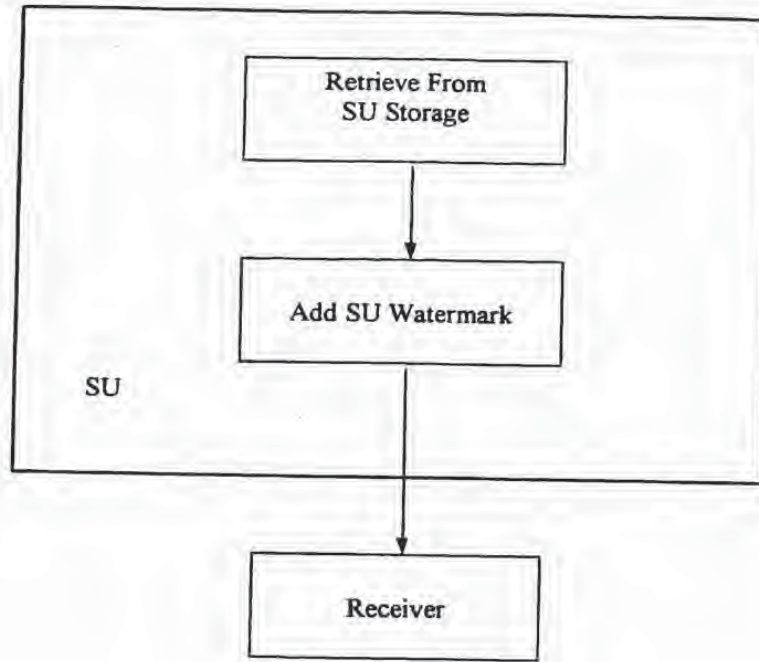 Retrieve From
SU Storage
Add SU Watermark
SU
Receiver